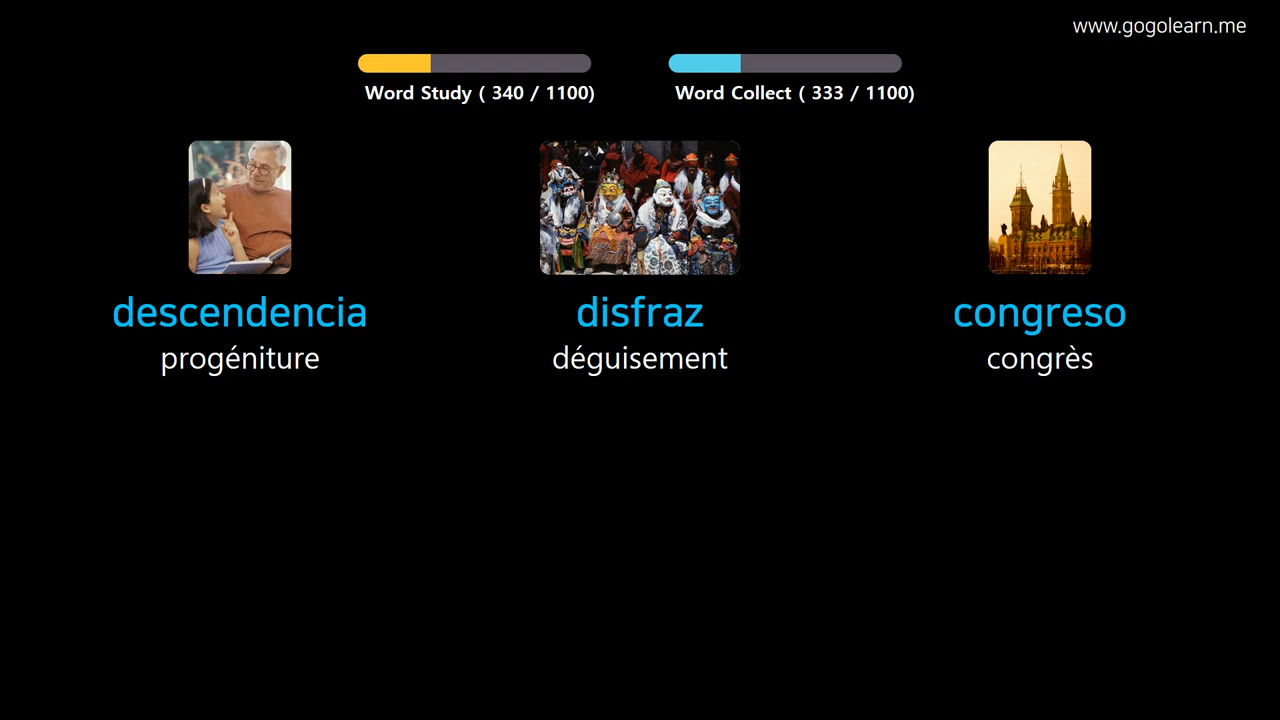 www.gogolearn.me
Word Study ( 340 / 1100)
Word Collect ( 333 / 1100)
descendencia
progéniture
disfraz
déguisement
congreso
congrès